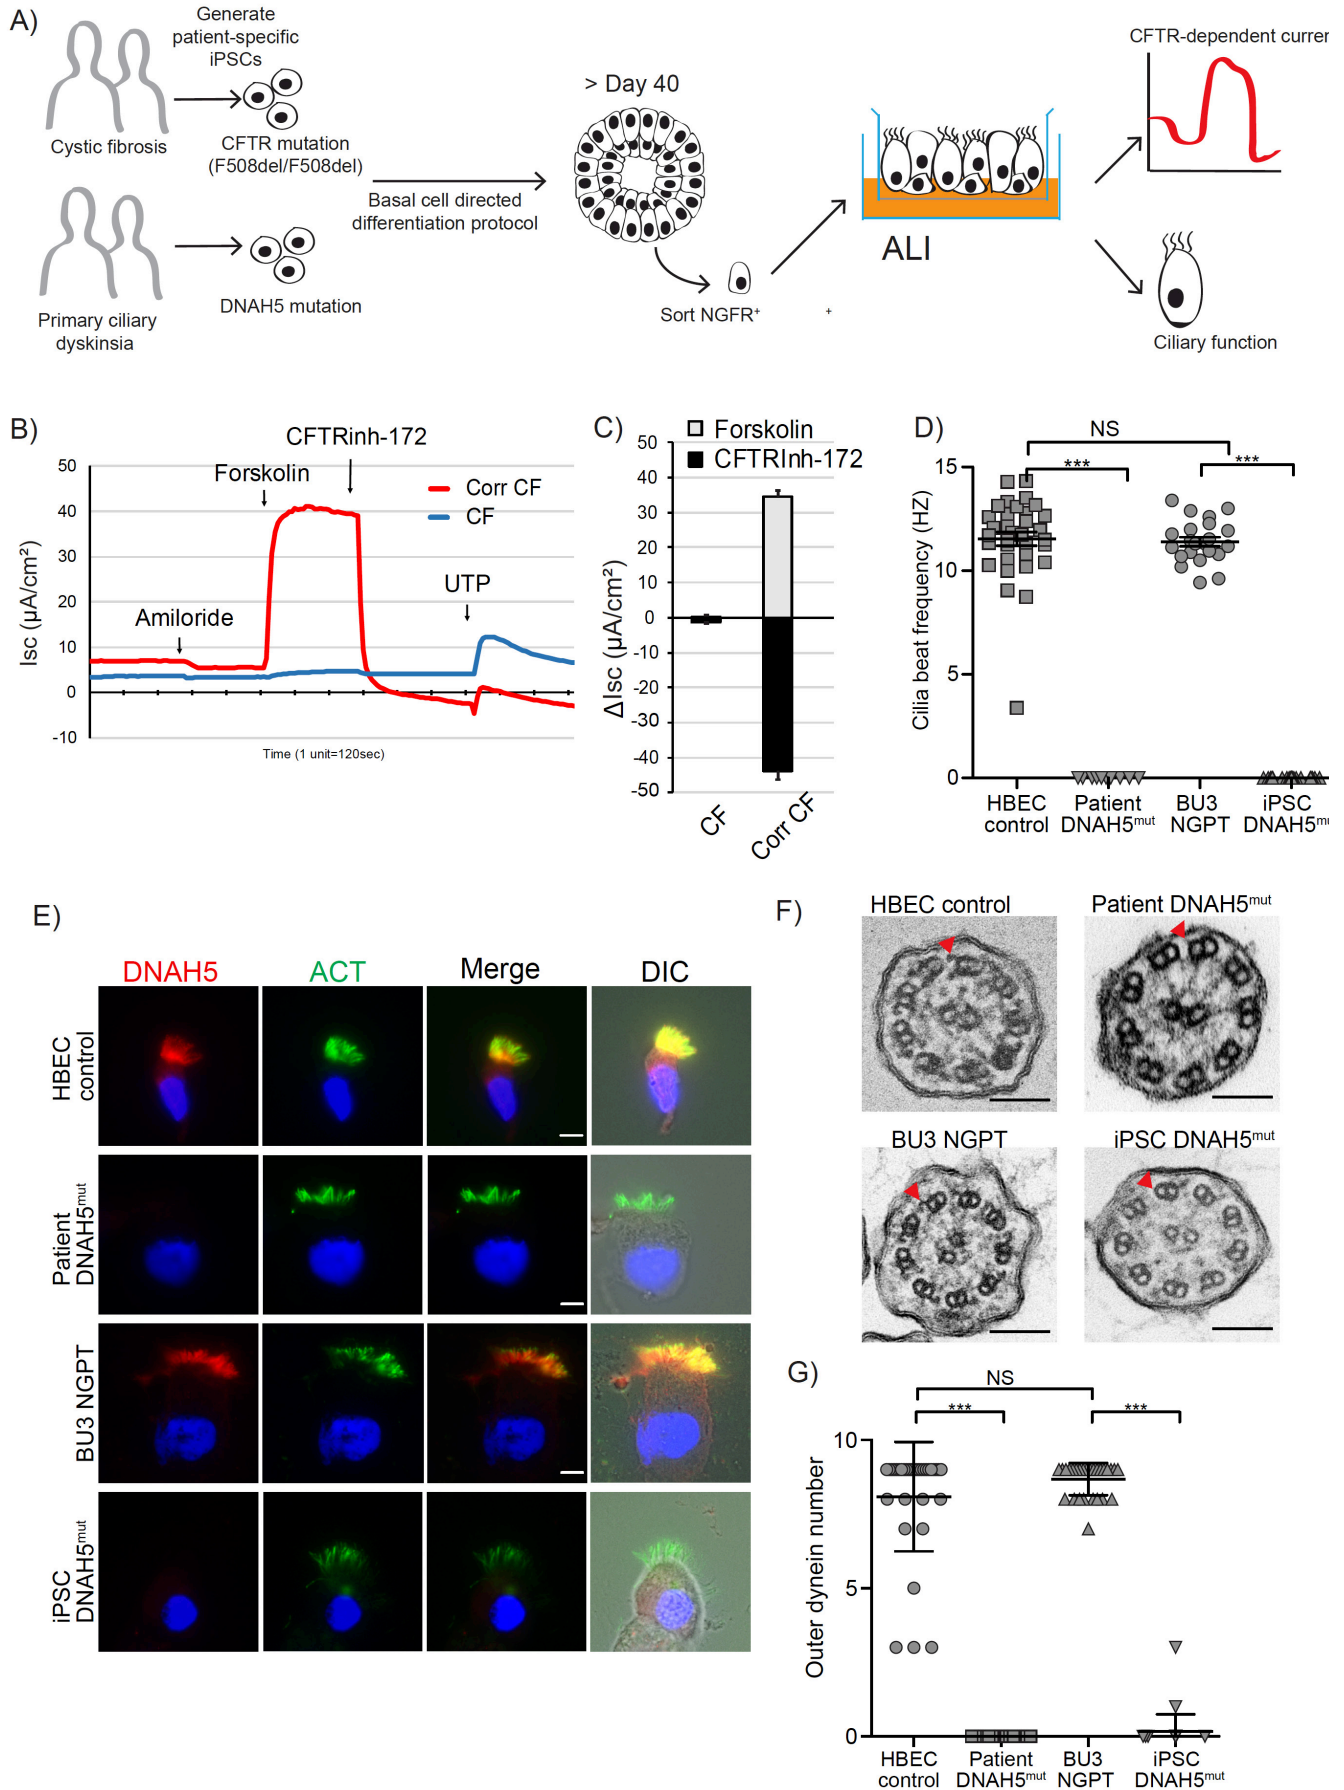 A)
Generate
patient-specific
iPSCs
Cystic fibrosis
CFTR mutation
(F508del/F508del)
Primary ciliary
dyskinsia
DNAH5 mutation
Basal cell directed
differentiation protocol
> Day 40
Sort NGFR⁺
+
ALI
CFTR-dependent curren
Ciliary function
B)
CFTRinh-172
Forskolin
Amiloride
UTP
Corr CF
CF
Isc (µA/cm²)
50
40
30
20
10
0
-10
Time (1 unit=120sec)
C)
Forskolin
CFTRInh-172
ΔIsc (µA/cm²)
50
40
30
20
10
0
-10
-20
-30
-40
-50
CF
Corr CF
D)
NS
***
***
Cilia beat frequency (HZ)
15
10
5
0
HBEC
control
Patient
DNAH5ᵐᵘᵗ
BU3
NGPT
iPSC
DNAH5ᵐᵘ
E)
DNAH5
ACT
Merge
DIC
HBEC
control
Patient
DNAH5ᵐᵘᵗ
BU3 NGPT
iPSC
DNAH5ᵐᵘᵗ
F)
HBEC control
Patient DNAH5ᵐᵘᵗ
BU3 NGPT
iPSC DNAH5ᵐᵘᵗ
G)
NS
***
***
Outer dynein number
10
5
0
HBEC
control
Patient
DNAH5ᵐᵘᵗ
BU3
NGPT
iPSC
DNAH5ᵐᵘᵗ